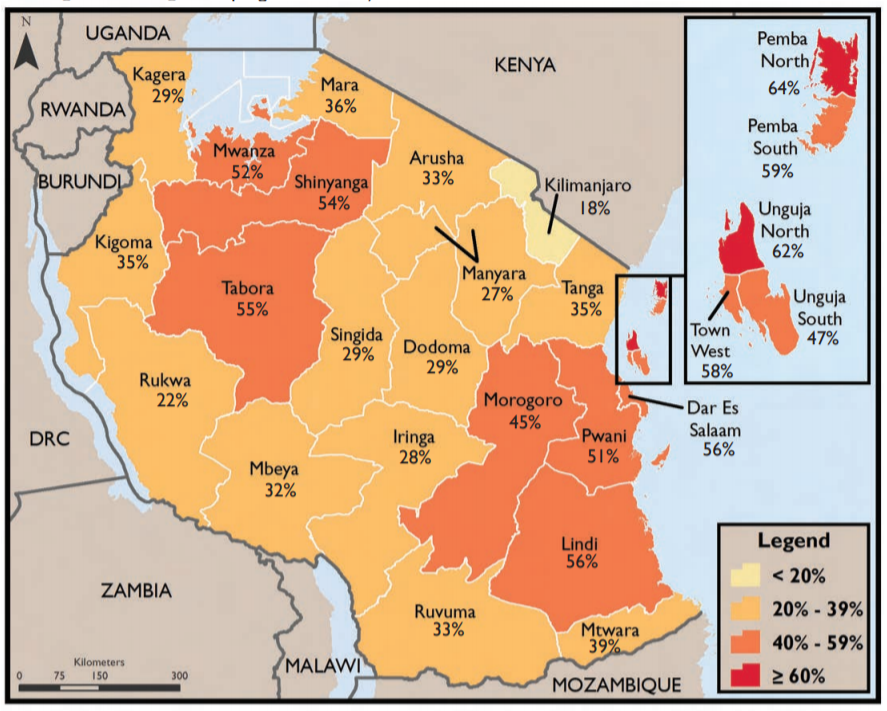 N
UGANDA
KENYA
RWANDA
BURUNDI
DRC
ZAMBIA
MALAWI
MOZAMBIQUE
Kagera
29%
Mara
36%
Mwanza
52%
Shinyanga
54%
Arusha
33%
Kilimanjaro
18%
Kigoma
35%
Tabora
55%
Manyara
27%
Tanga
35%
Singida
29%
Dodoma
29%
Rukwa
22%
Morogoro
45%
Dar Es
Salaam
56%
Pwani
51%
Iringa
28%
Mbeya
32%
Lindi
56%
Ruvuma
33%
Mtwara
39%
Pemba
North
64%
Pemba
South
59%
Unguja
North
62%
Unguja
South
47%
Town
West
58%
Legend
< 20%
20% - 39%
40% - 59%
≥ 60%
Kilometers
0 75 150 300